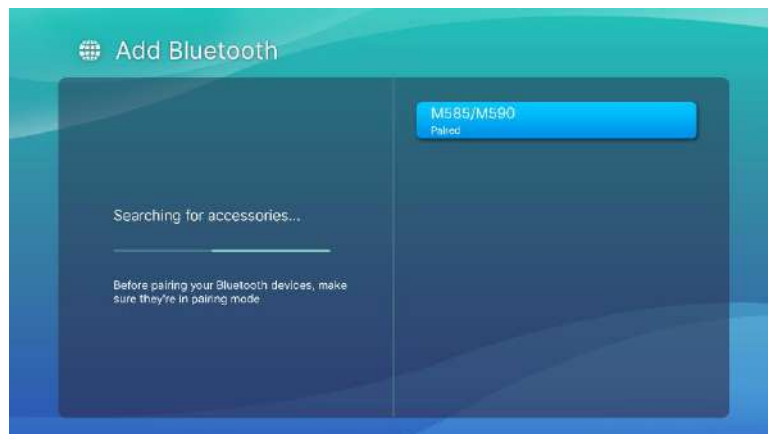 Add Bluetooth
M585/M590
Paired
Searching for accessories...
Before pairing your Bluetooth devices, make
sure they're in pairing mode